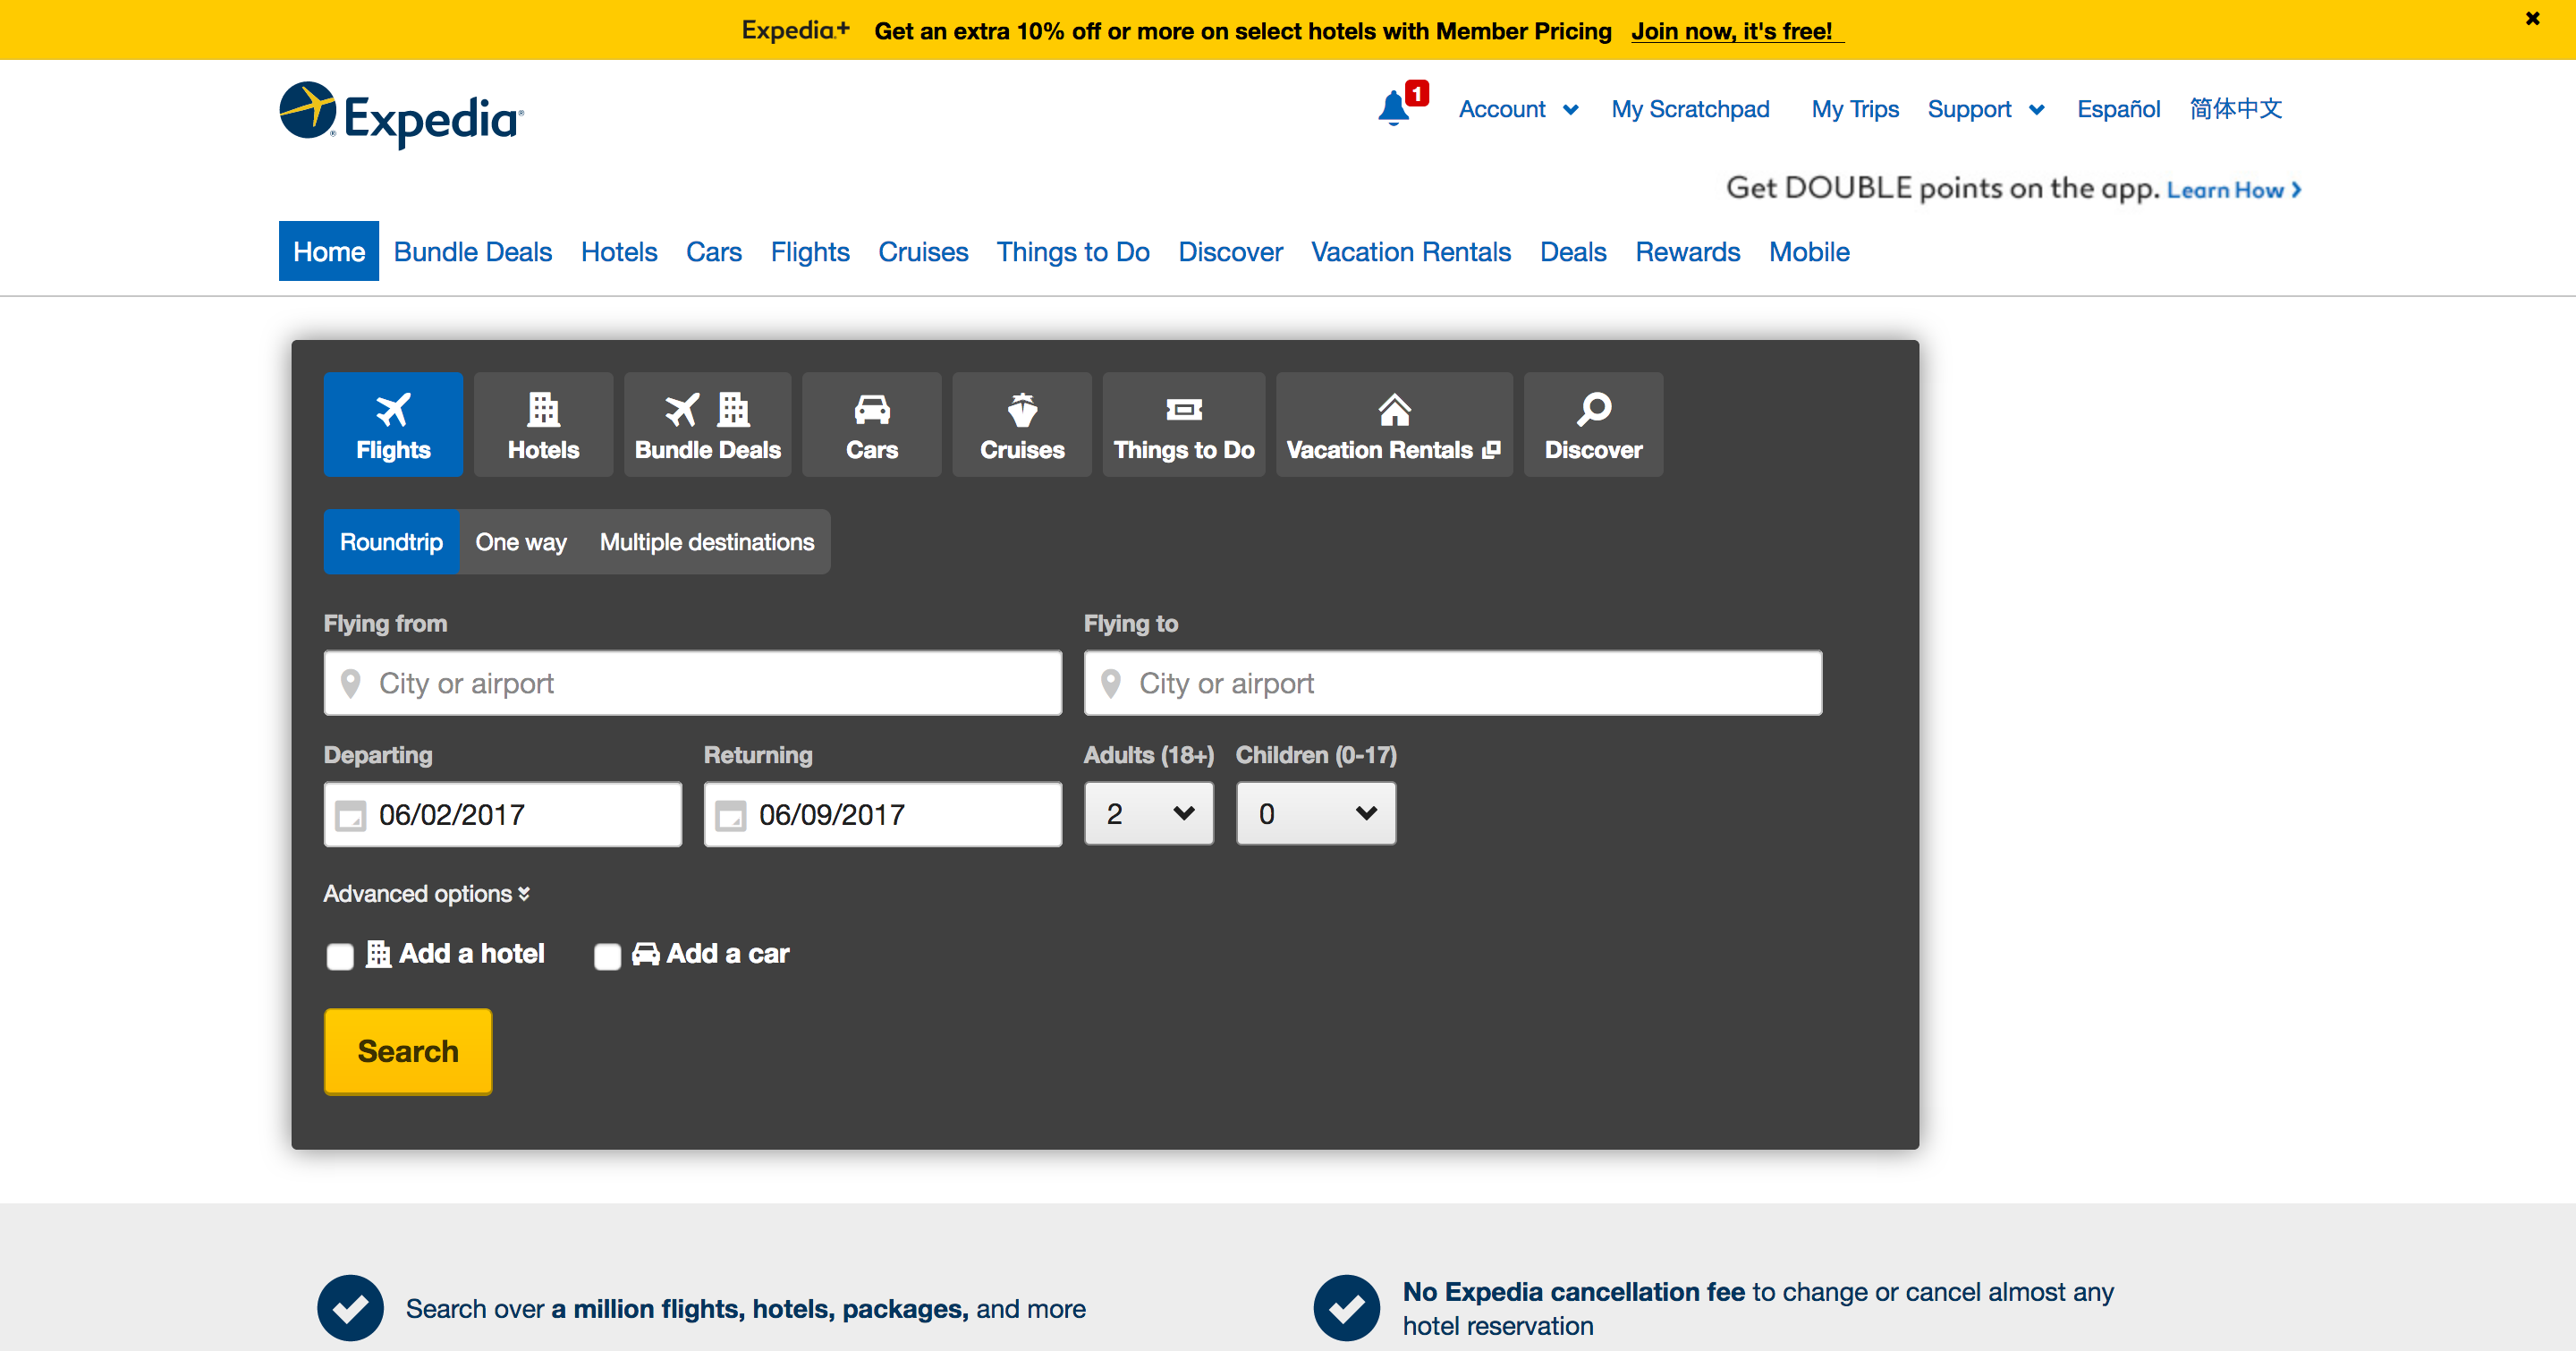 Expedia+ Get an extra 10% off or more on select hotels with Member Pricing Join now, it's free!
Expedia
1 Account My Scratchpad My Trips Support Español 简体中文
Get DOUBLE points on the app. Learn How
Home Bundle Deals Hotels Cars Flights Cruises Things to Do Discover Vacation Rentals Deals Rewards Mobile
Flights Hotels Bundle Deals Cars Cruises Things to Do Vacation Rentals Discover
Roundtrip One way Multiple destinations
Flying from Flying to
City or airport City or airport
Departing Returning Adults (18+) Children (0-17)
06/02/2017 06/09/2017 2 0
Advanced options
Add a hotel Add a car
Search
Search over a million flights, hotels, packages, and more
No Expedia cancellation fee to change or cancel almost any
hotel reservation